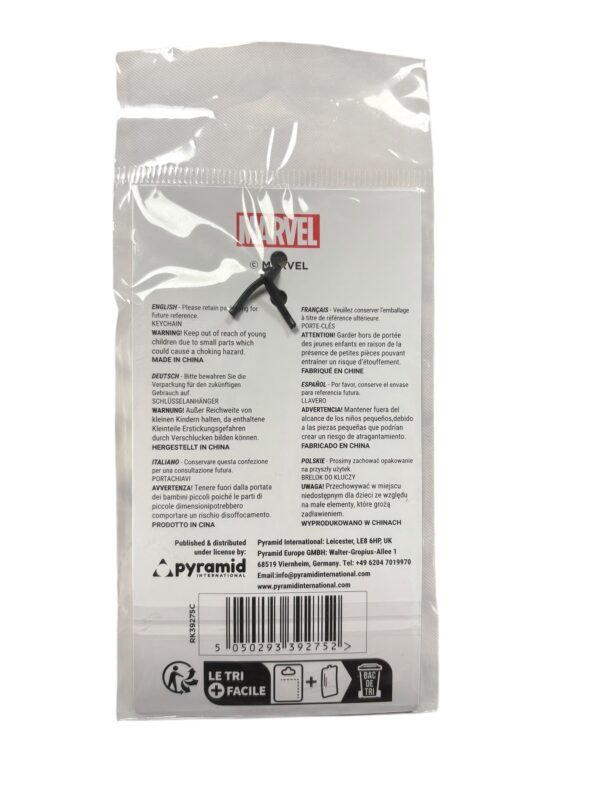 MARVEL
© MARVEL
ENGLISH - Please retain for
future reference.
KEYCHAIN
WARNING! Keep out of reach of young
children due to small parts which
could cause a choking hazard.
MADE IN CHINA
DEUTSCH - Bitte bewahren Sie die
Verpackung für den zukünftigen
Gebrauch auf.
SCHLÜSSELANHÄNGER
WARNUNG! Außer Reichweite von
kleinen Kindern halten, da enthaltene
Kleinteile Erstickungsgefahren
durch Verschlucken bilden können.
HERGESTELLT IN CHINA
ITALIANO - Conservare questa confezione
per una consultazione futura.
PORTACHIAVI
AVVERTENZA! Tenere fuori dalla portata
dei bambini piccoli poiché le parti di
piccole dimensionipotrebbero
comportare un rischio disoffocamento.
PRODOTTO IN CINA
FRANÇAIS - Veuillez conserver l'emballage
à titre de référence ultérieure.
PORTE-CLÉS
ATTENTION! Garder hors de portée
des jeunes enfants en raison de la
présence de petites pièces pouvant
entraîner un risque d'étouffement.
FABRIQUÉ EN CHINE
ESPAÑOL - Por favor, conserve el envase
para referencia futura.
LLAVERO
ADVERTENCIA! Mantener fuera del
alcance de los niños pequeños,debido
a las piezas pequeñas que podrían
crear un riesgo de atragantamiento.
FABRICADO EN CHINA
POLSKIE - Prosimy zachować opakowanie
na przyszły użytek.
BRELOK DO KLUCZY
UWAGA! Przechowywać w miejscu
niedostępnym dla dzieci ze względu
na małe elementy, które grożą
zadławieniem.
WYPRODUKOWANO W CHINACH
Published & distributed
under license by:
pyramid
INTERNATIONAL
Pyramid International: Leicester, LE8 6HP, UK
Pyramid Europe GMBH: Walter-Gropius-Allee 1
68519 Viernheim, Germany. Tel: +49 6204 7019970
Email:info@pyramidinternational.com
www.pyramidinternational.com
RK39275C
5 050293 392752 >
LE TRI
+ FACILE
+
BAC
DE
TRI